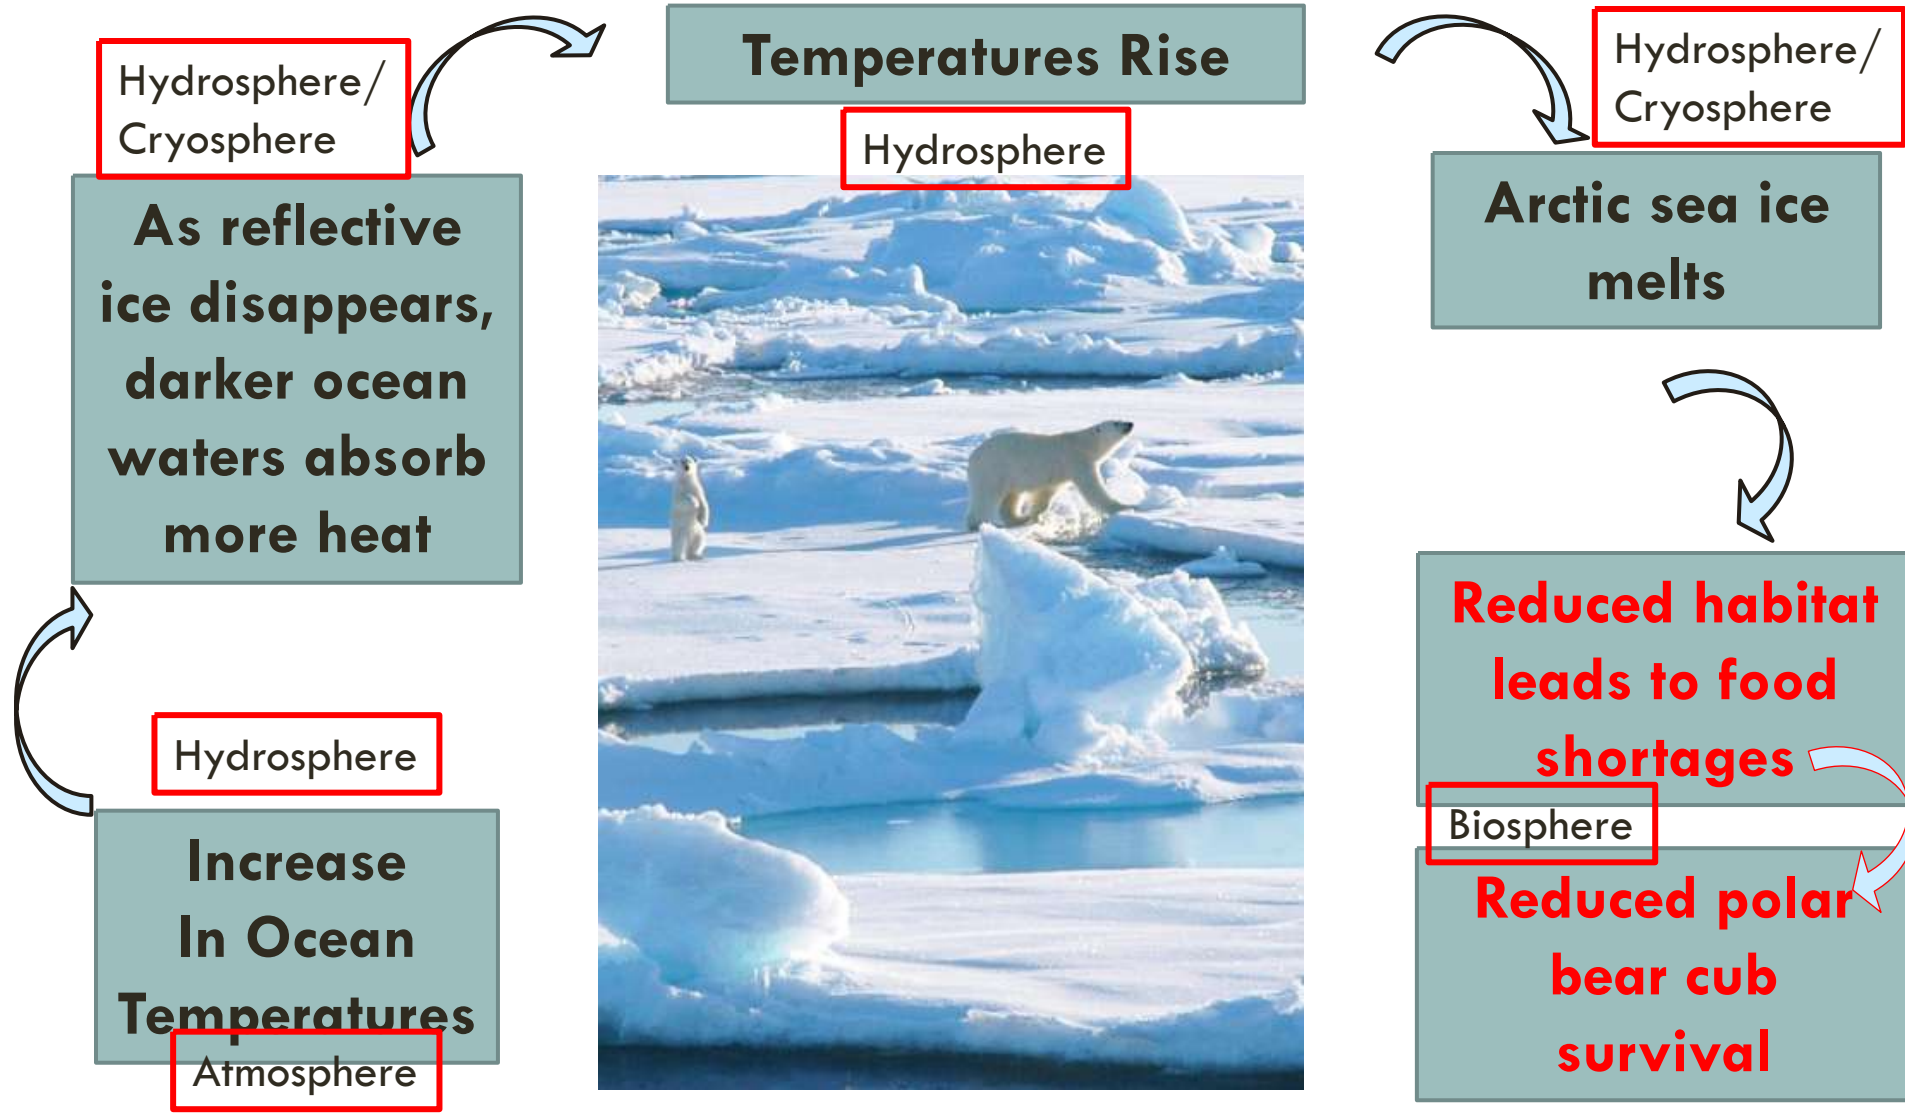 Hydrosphere/
Cryosphere
As reflective
ice disappears,
darker ocean
waters absorb
more heat
Hydrosphere
Increase
In Ocean
Temperatures
Atmosphere
Temperatures Rise
Hydrosphere
Hydrosphere/
Cryosphere
Arctic sea ice
melts
Reduced habitat
leads to food
shortages
Biosphere
Reduced polar
bear cub
survival